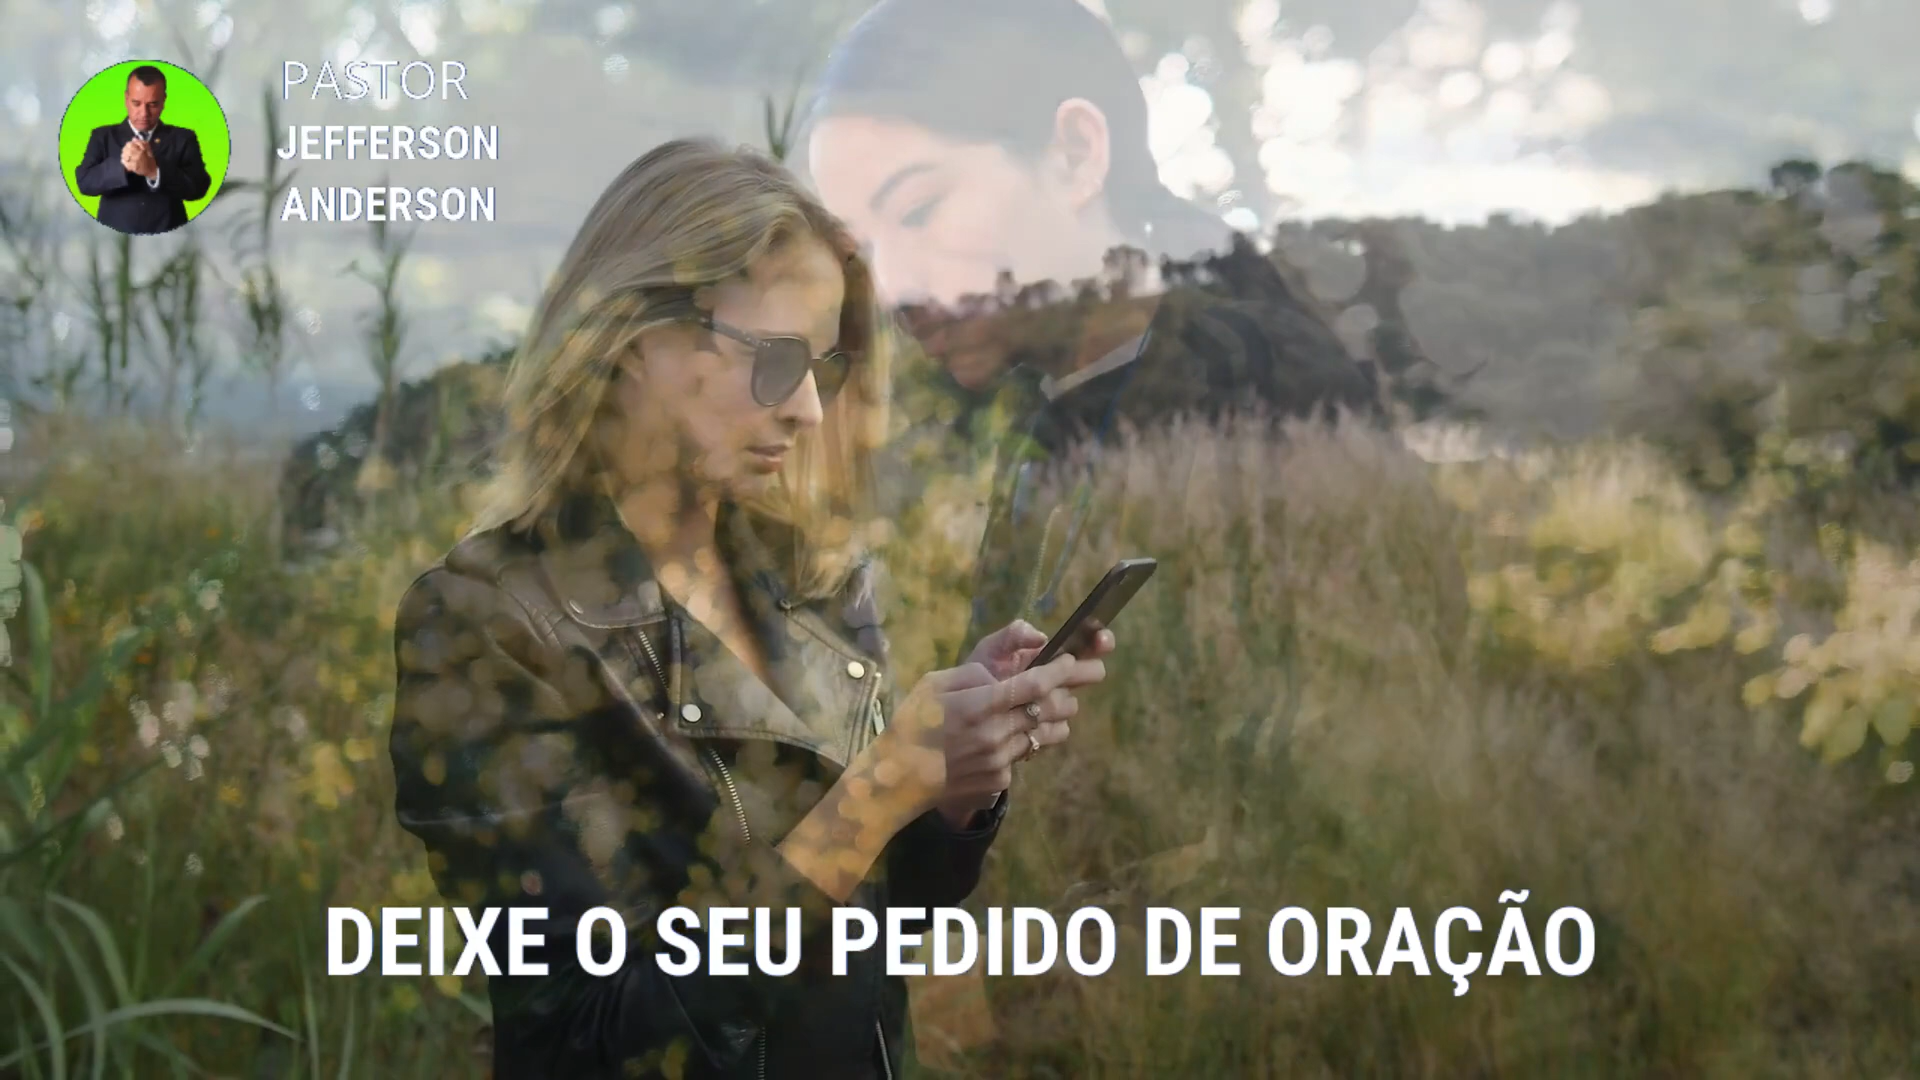 PASTOR
JEFFERSON
ANDERSON
DEIXE O SEU PEDIDO DE ORAÇÃO